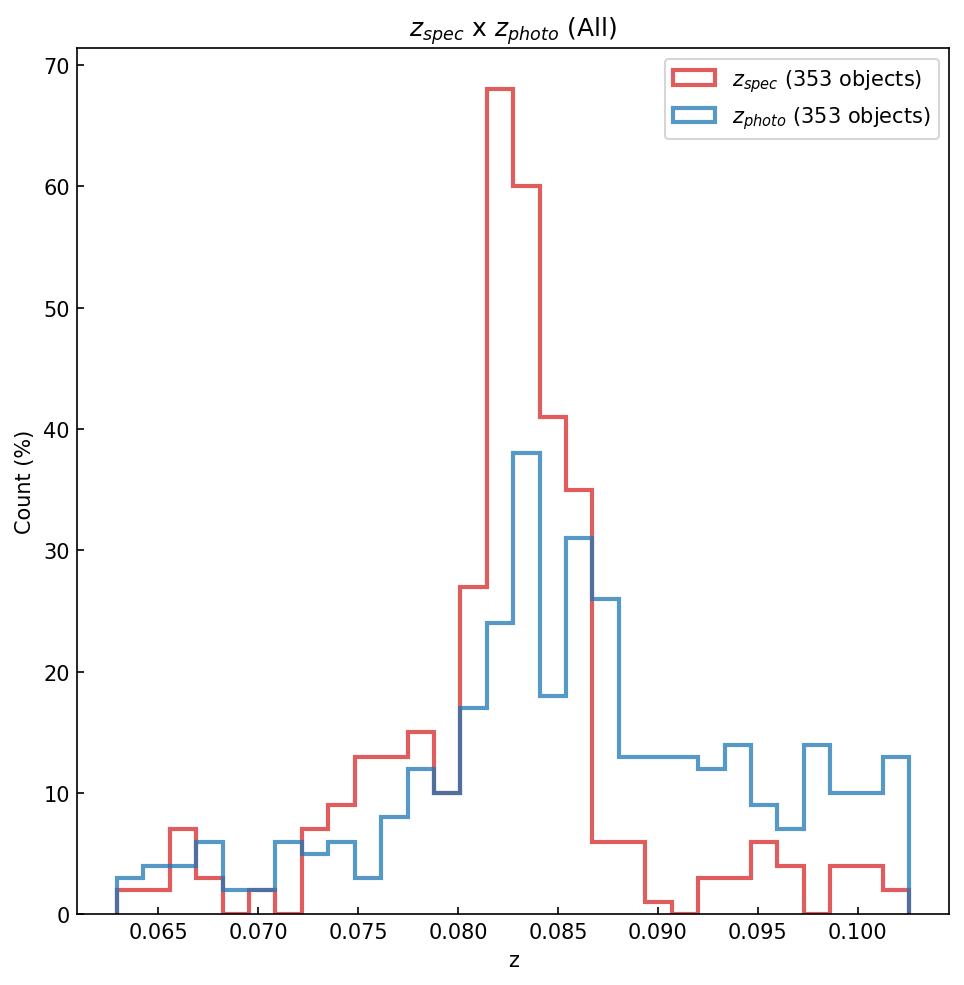 z_spec x z_photo (All)
z_spec (353 objects)
z_photo (353 objects)
70
60
50
40
30
20
10
0
Count (%)
0.065 0.070 0.075 0.080 0.085 0.090 0.095 0.100
z